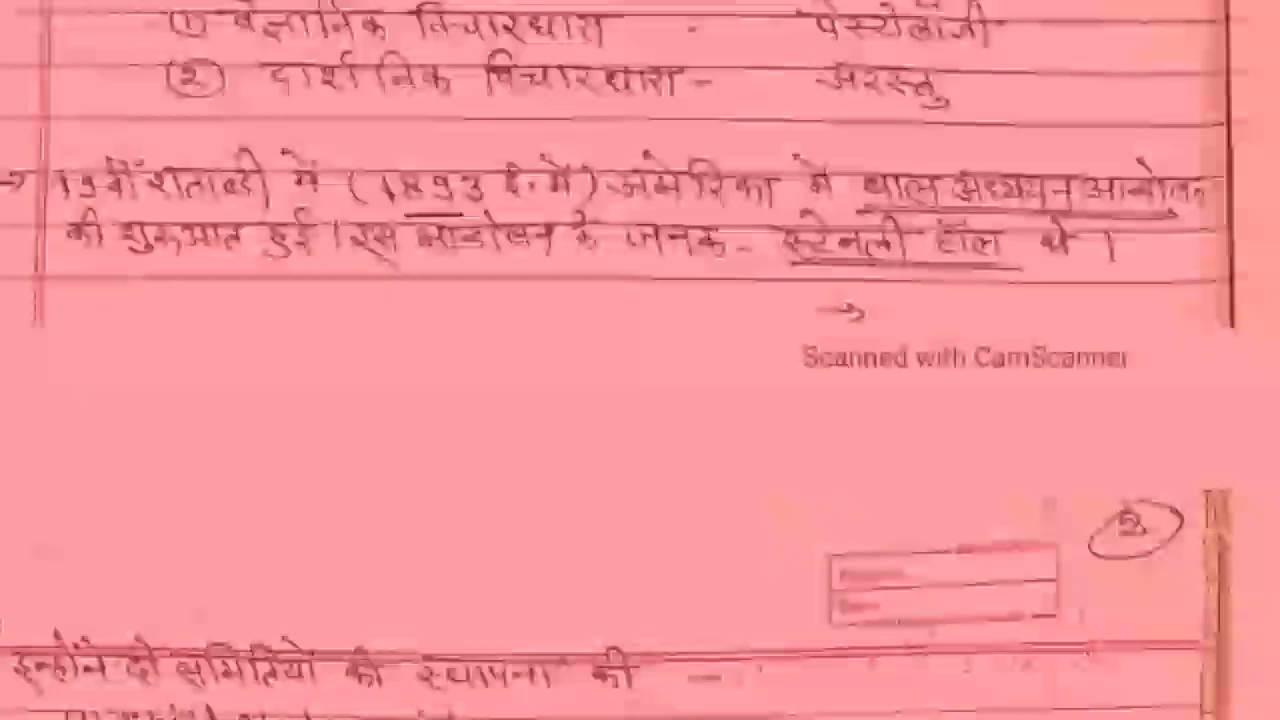 ① वैज्ञानिक विचारधारा - पेस्टोलॉजी
② दार्शनिक विचारधारा - अरस्तु
→ 19वीं शताब्दी में (1893 ई. में) अमेरिका में बाल अध्ययन आन्दोलन
की शुरुआत हुई। इस आंदोलन के जनक - स्टेनली हॉल थे।
→
Scanned with CamScanner
2
इन्होंने दो समितियों की स्थापना की -